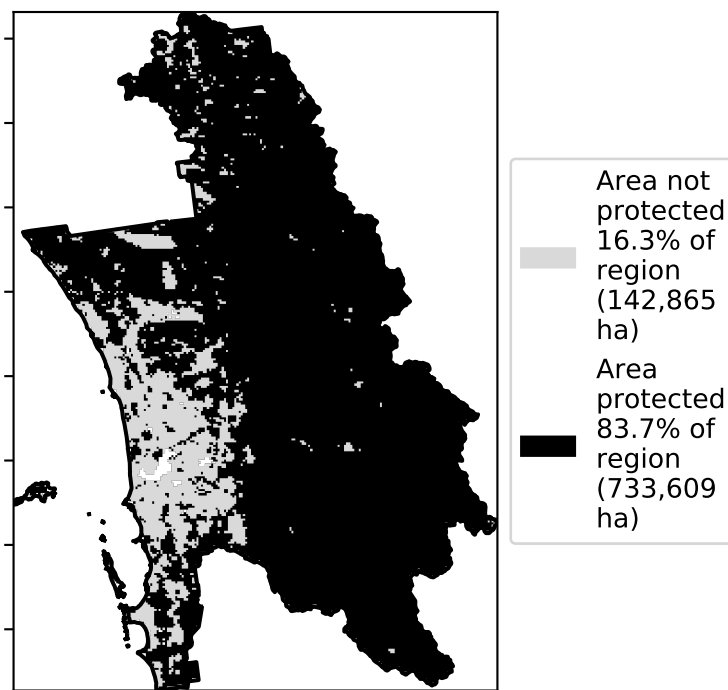 Area not
protected
16.3% of
region
(142,865
ha)
Area
protected
83.7% of
region
(733,609
ha)